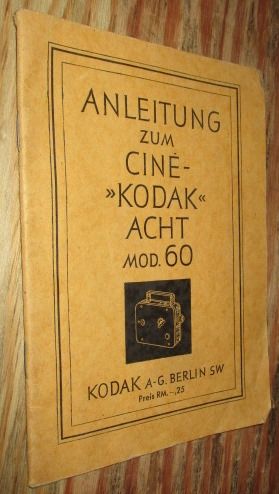 ANLEITUNG
ZUM
CINÉ-
»KODAK«
ACHT
MOD. 60
KODAK A-G. BERLIN SW
Preis RM. -,25